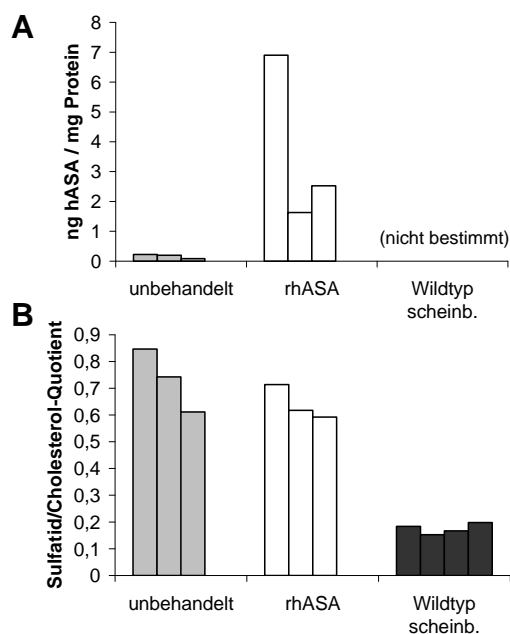 A
ng hASA / mg Protein
8
7
6
5
4
3
2
1
0
(nicht bestimmt)
unbehandelt
rhASA
Wildtyp
scheinb.
B
Sulfatid/Cholesterol-Quotient
0,9
0,8
0,7
0,6
0,5
0,4
0,3
0,2
0,1
0
unbehandelt
rhASA
Wildtyp
scheinb.